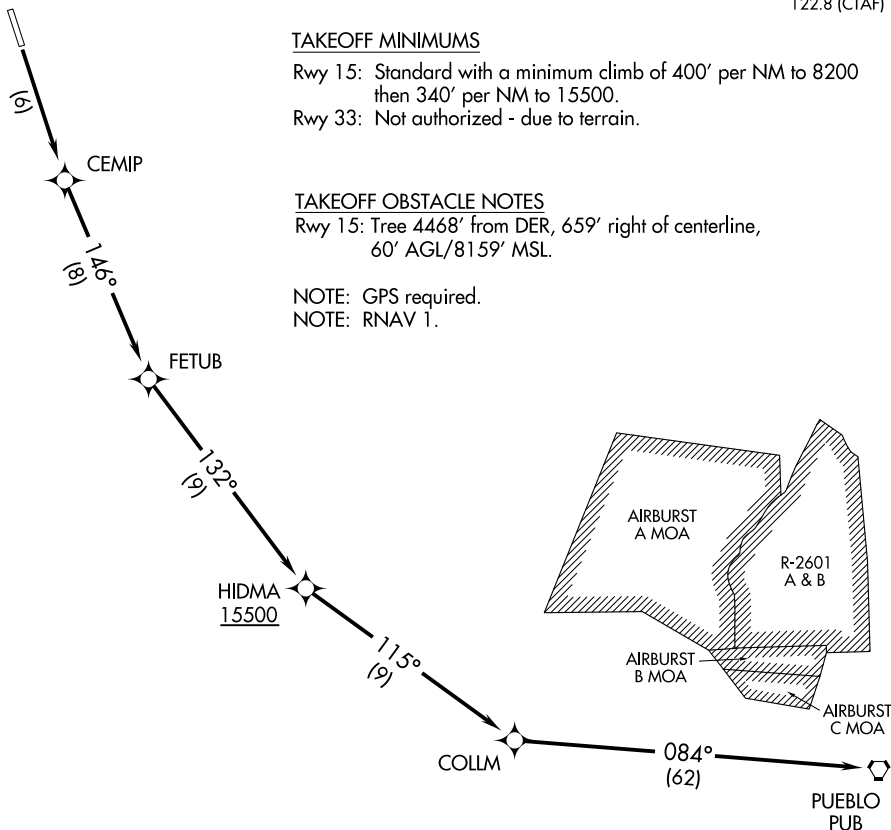 122.8 (CTAF)
TAKEOFF MINIMUMS
Rwy 15: Standard with a minimum climb of 400' per NM to 8200
then 340' per NM to 15500.
Rwy 33: Not authorized - due to terrain.
(6)
CEMIP
TAKEOFF OBSTACLE NOTES
Rwy 15: Tree 4468' from DER, 659' right of centerline,
60' AGL/8159' MSL.
146°
(8)
NOTE: GPS required.
NOTE: RNAV 1.
FETUB
132°
(9)
AIRBURST
A MOA
R-2601
A & B
HIDMA
15500
115°
(9)
AIRBURST
B MOA
AIRBURST
C MOA
COLLM
084°
(62)
PUEBLO
PUB